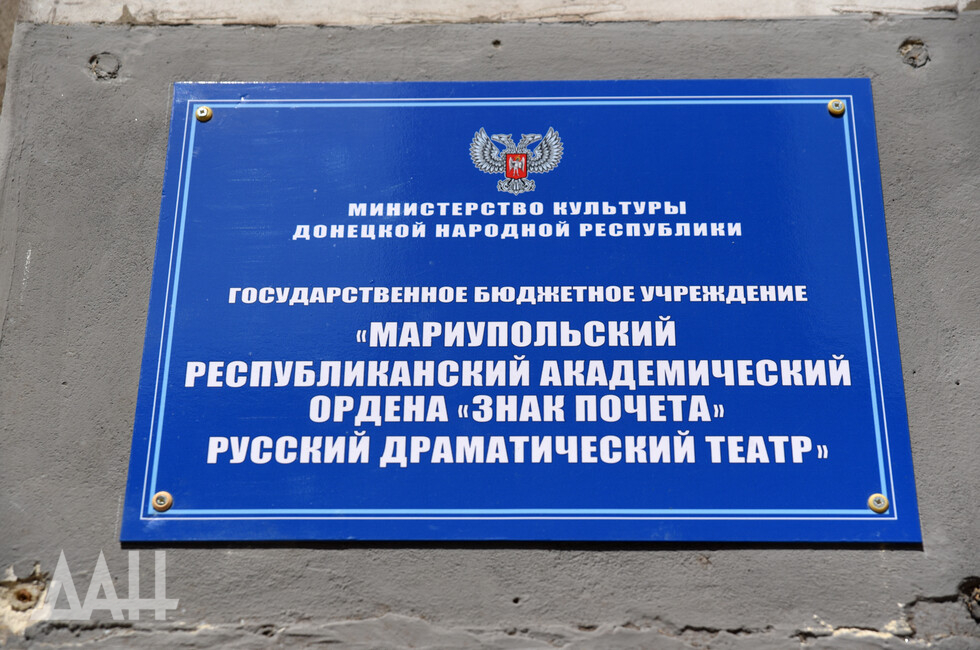 МИНИСТЕРСТВО КУЛЬТУРЫ
ДОНЕЦКОЙ НАРОДНОЙ РЕСПУБЛИКИ
ГОСУДАРСТВЕННОЕ БЮДЖЕТНОЕ УЧРЕЖДЕНИЕ
«МАРИУПОЛЬСКИЙ
РЕСПУБЛИКАНСКИЙ АКАДЕМИЧЕСКИЙ
ОРДЕНА «ЗНАК ПОЧЕТА»
РУССКИЙ ДРАМАТИЧЕСКИЙ ТЕАТР»
ДАН